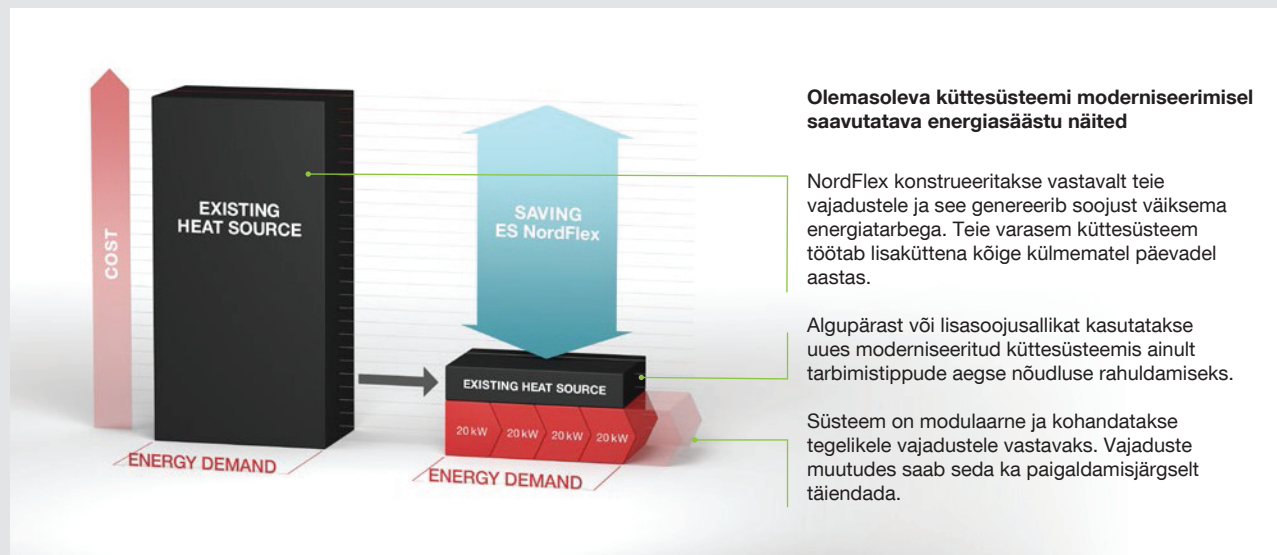 COST
EXISTING
HEAT SOURCE
ENERGY DEMAND
SAVING
ES NordFlex
EXISTING HEAT SOURCE
20 kW 20 kW 20 kW 20 kW
ENERGY DEMAND
Olemasoleva küttesüsteemi moderniseerimisel
saavutatava energiasäästu näited
NordFlex konstrueeritakse vastavalt teie
vajadustele ja see genereerib soojust väiksema
energiatarbega. Teie varasem küttesüsteem
töötab lisaküttena kõige külmematel päevadel
aastas.
Algupärast või lisasoojusallikat kasutatakse
uues moderniseeritud küttesüsteemis ainult
tarbimistippude aegse nõudluse rahuldamiseks.
Süsteem on modulaarne ja kohandatakse
tegelikele vajadustele vastavaks. Vajaduste
muutudes saab seda ka paigaldamisjärgselt
täiendada.